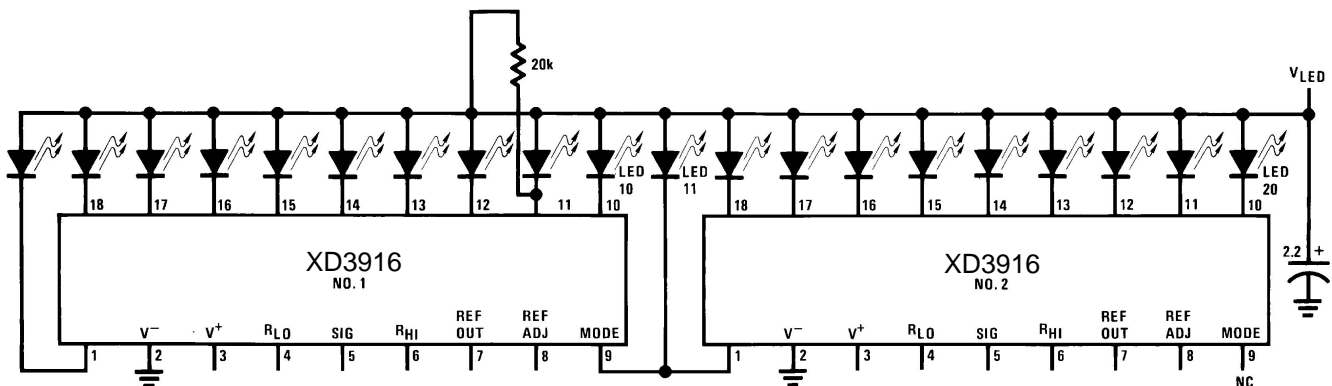 20k
V LED
LED 10
LED 11
LED 20
18 17 16 15 14 13 12 11 10
18 17 16 15 14 13 12 11 10
2.2 +
XD3916
NO. 1
XD3916
NO. 2
V− V+ RLO SIG RHI REF OUT REF ADJ MODE
V− V+ RLO SIG RHI REF OUT REF ADJ MODE
1 2 3 4 5 6 7 8 9
1 2 3 4 5 6 7 8 9
NC